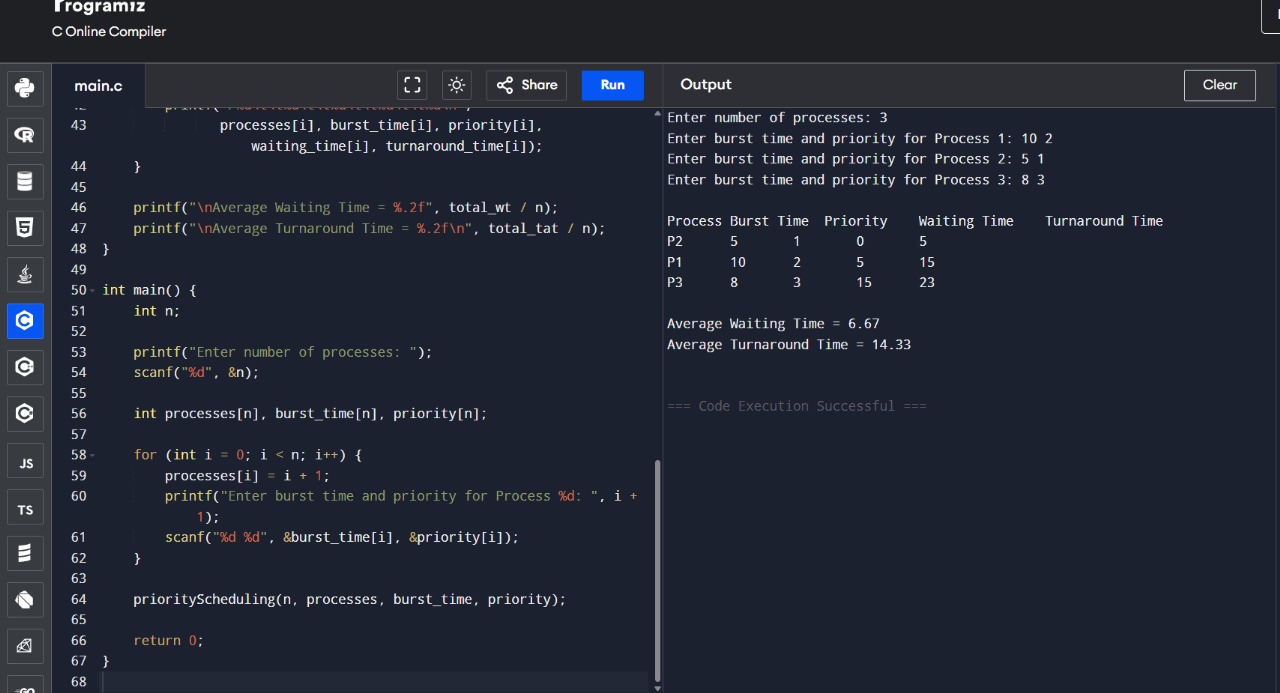 Programiz
C Online Compiler
main.c
Share
Run
Output
Clear
43 processes[i], burst_time[i], priority[i],
waiting_time[i], turnaround_time[i]);
44 }
45
46 printf("\nAverage Waiting Time = %.2f", total_wt / n);
47 printf("\nAverage Turnaround Time = %.2f\n", total_tat / n);
48 }
49
50 int main() {
51 int n;
52
53 printf("Enter number of processes: ");
54 scanf("%d", &n);
55
56 int processes[n], burst_time[n], priority[n];
57
58 for (int i = 0; i < n; i++) {
59 processes[i] = i + 1;
60 printf("Enter burst time and priority for Process %d: ", i +
1);
61 scanf("%d %d", &burst_time[i], &priority[i]);
62 }
63
64 priorityScheduling(n, processes, burst_time, priority);
65
66 return 0;
67 }
68
Enter number of processes: 3
Enter burst time and priority for Process 1: 10 2
Enter burst time and priority for Process 2: 5 1
Enter burst time and priority for Process 3: 8 3
Process Burst Time Priority Waiting Time Turnaround Time
P2 5 1 0 5
P1 10 2 5 15
P3 8 3 15 23
Average Waiting Time = 6.67
Average Turnaround Time = 14.33
=== Code Execution Successful ===
R
5
JS
TS